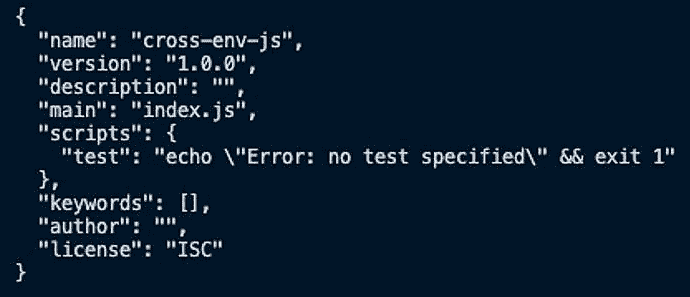 {
  "name": "cross-env-js",
  "version": "1.0.0",
  "description": "",
  "main": "index.js",
  "scripts": {
    "test": "echo \"Error: no test specified\" && exit 1"
  },
  "keywords": [],
  "author": "",
  "license": "ISC"
}